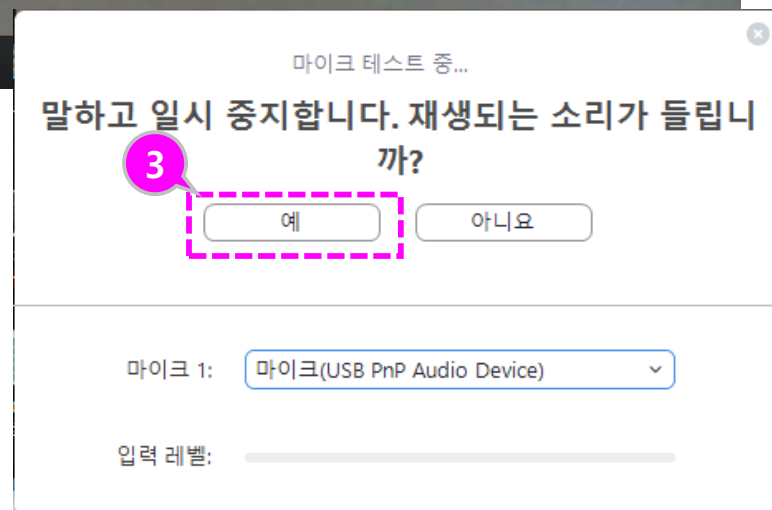 마이크 테스트 중...
말하고 일시 중지합니다. 재생되는 소리가 들립니
까?
3
예
아니요
마이크 1:
마이크(USB PnP Audio Device)
입력 레벨: